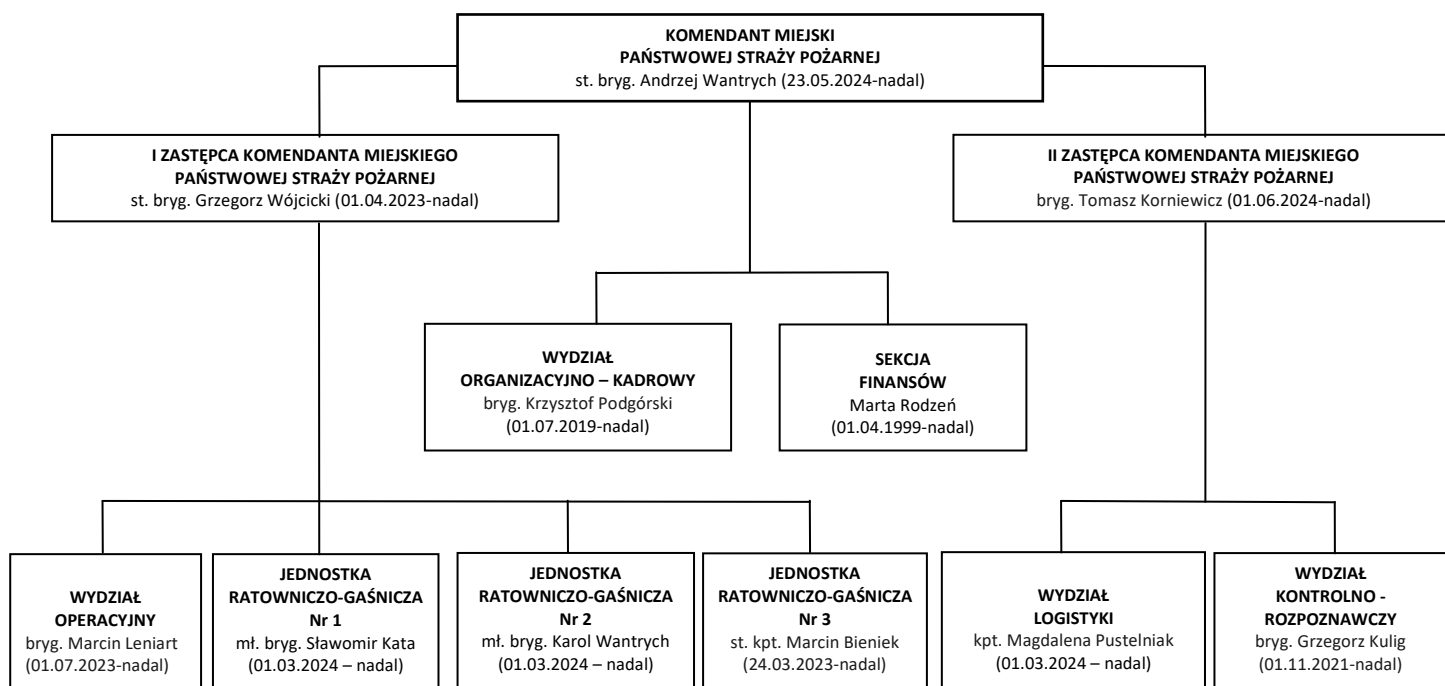 KOMENDANT MIEJSKI
PAŃSTWOWEJ STRAŻY POŻARNEJ
st. bryg. Andrzej Wantrych (23.05.2024-nadal)
I ZASTĘPCA KOMENDANTA MIEJSKIEGO
PAŃSTWOWEJ STRAŻY POŻARNEJ
st. bryg. Grzegorz Wójcicki (01.04.2023-nadal)
II ZASTĘPCA KOMENDANTA MIEJSKIEGO
PAŃSTWOWEJ STRAŻY POŻARNEJ
bryg. Tomasz Korniewicz (01.06.2024-nadal)
WYDZIAŁ
ORGANIZACYJNO – KADROWY
bryg. Krzysztof Podgórski
(01.07.2019-nadal)
SEKCJA
FINANSÓW
Marta Rodzeń
(01.04.1999-nadal)
WYDZIAŁ
OPERACYJNY
bryg. Marcin Leniart
(01.07.2023-nadal)
JEDNOSTKA
RATOWNICZO-GAŚNICZA
Nr 1
mł. bryg. Sławomir Kata
(01.03.2024 – nadal)
JEDNOSTKA
RATOWNICZO-GAŚNICZA
Nr 2
mł. bryg. Karol Wantrych
(01.03.2024 – nadal)
JEDNOSTKA
RATOWNICZO-GAŚNICZA
Nr 3
st. kpt. Marcin Bieniek
(24.03.2023-nadal)
WYDZIAŁ
LOGISTYKI
kpt. Magdalena Pustelniak
(01.03.2024 – nadal)
WYDZIAŁ
KONTROLNO -
ROZPOZNAWCZY
bryg. Grzegorz Kulig
(01.11.2021-nadal)